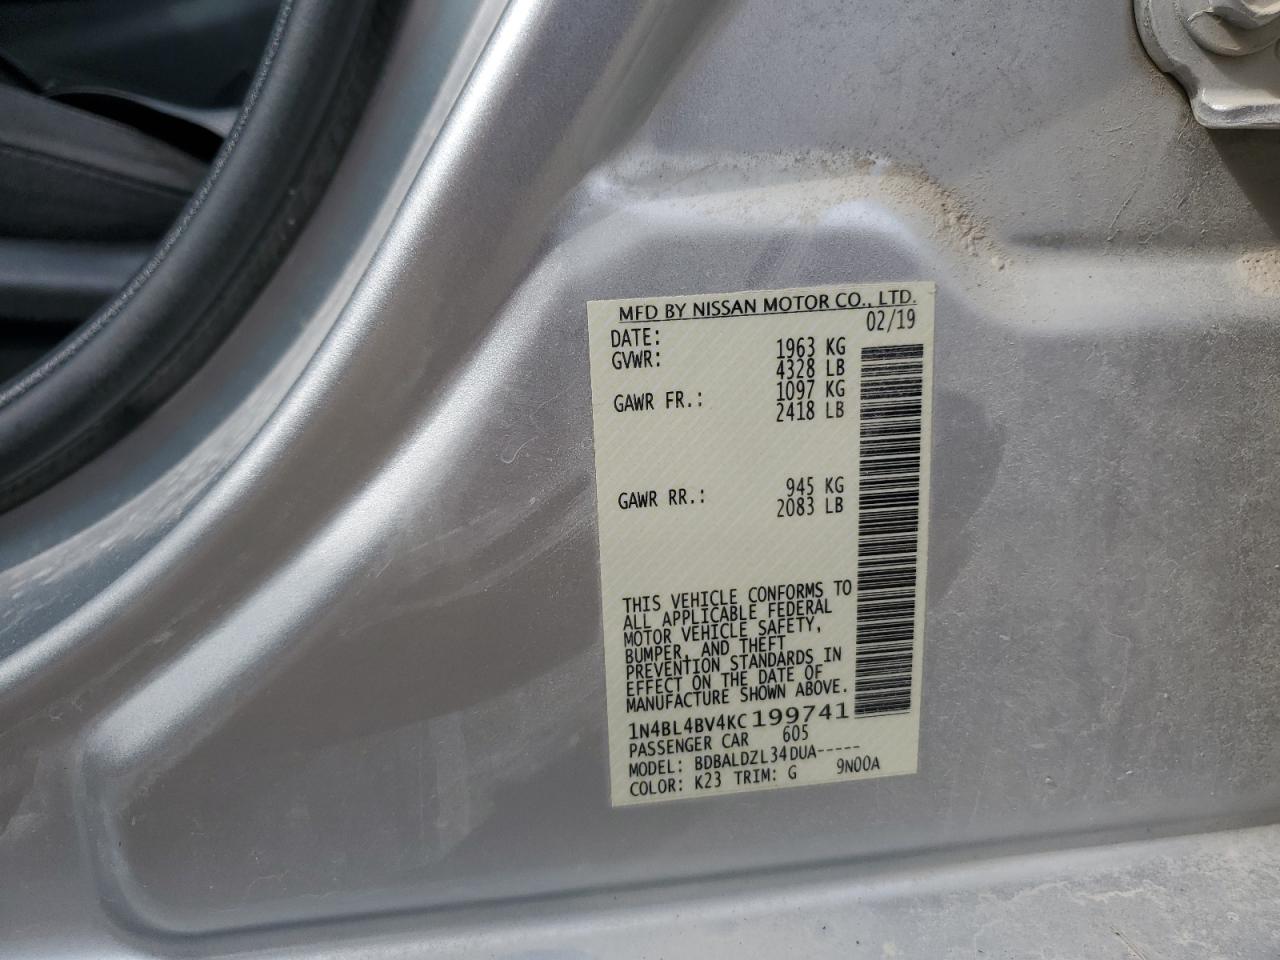 MFD BY NISSAN MOTOR CO., LTD.
DATE: 02/19
GVWR: 1963 KG
4328 LB
GAWR FR.: 1097 KG
2418 LB
GAWR RR.: 945 KG
2083 LB
THIS VEHICLE CONFORMS TO
ALL APPLICABLE FEDERAL
MOTOR VEHICLE SAFETY,
BUMPER, AND THEFT
PREVENTION STANDARDS IN
EFFECT ON THE DATE OF
MANUFACTURE SHOWN ABOVE.
1N4BL4BV4KC199741
PASSENGER CAR 605
MODEL: BDBALDZL34DUA-----
COLOR: K23 TRIM: G 9N00A